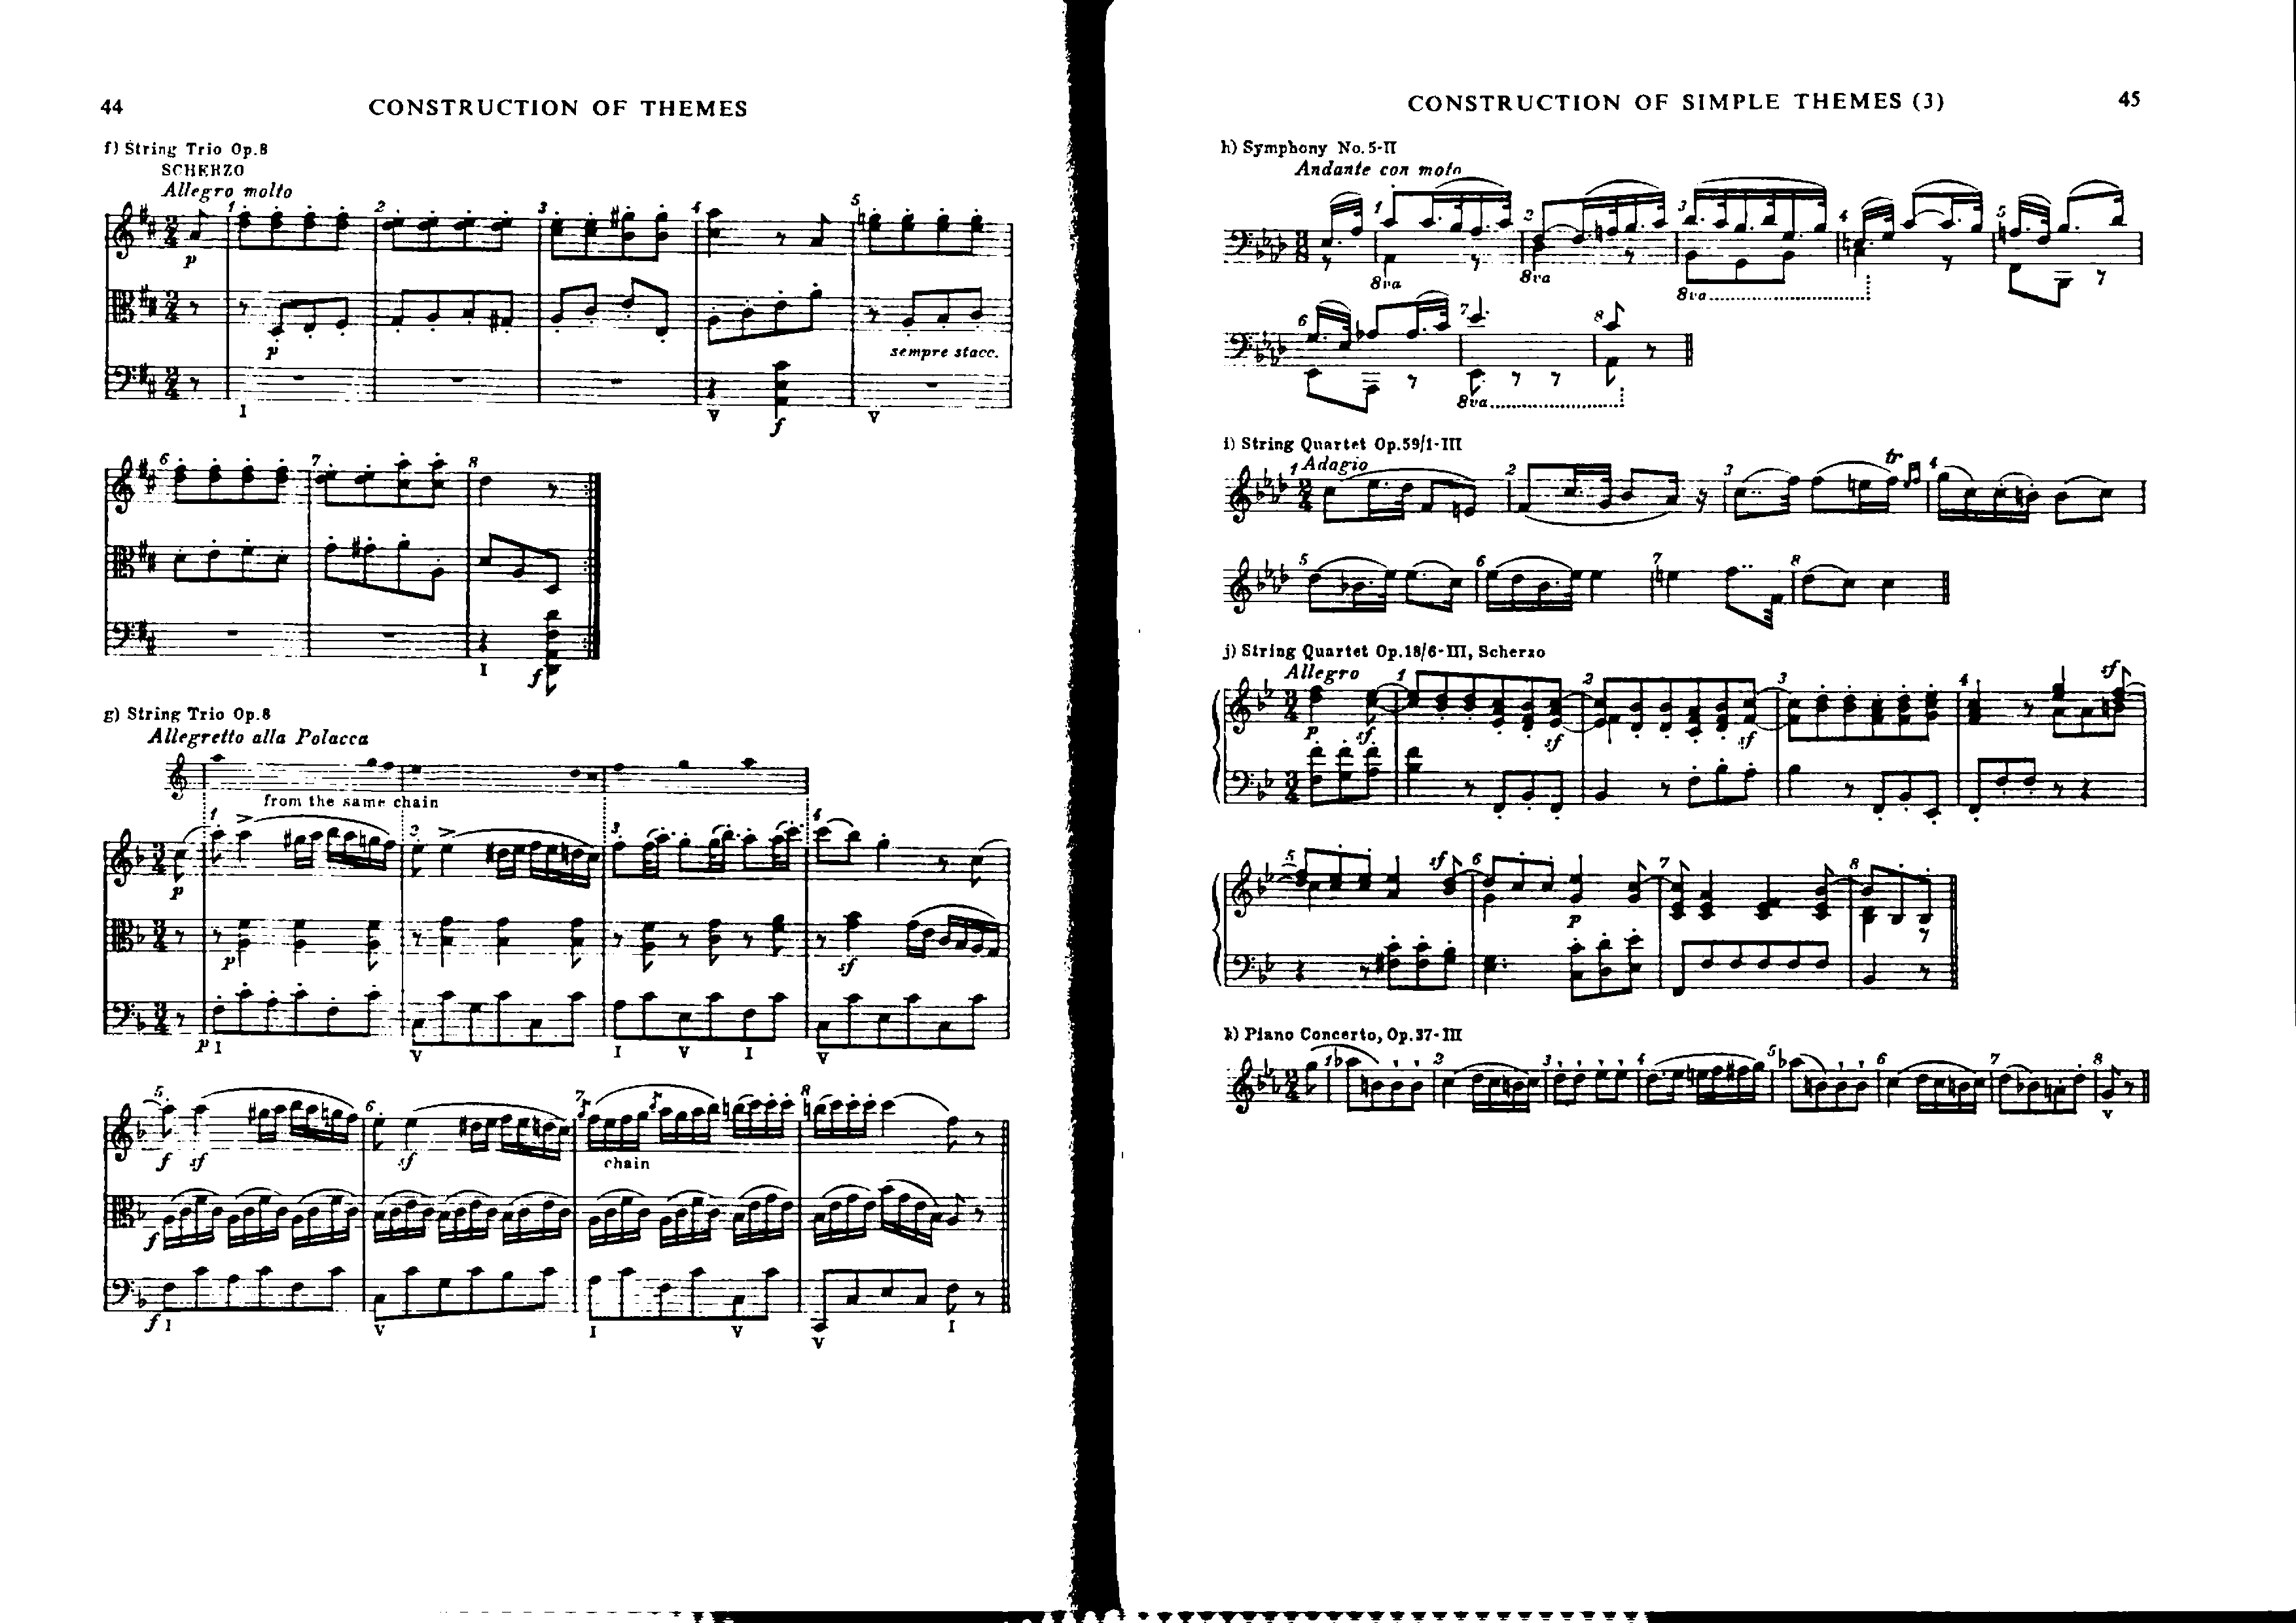 44
CONSTRUCTION OF THEMES
f) String Trio Op.8
SCHERZO
Allegro molto
1 2 3 4 5
p
p
sempre stacc.
I V f V
6 7 8
I f
g) String Trio Op.8
Allegretto alla Polacca
from the same chain
1 2 3 4
p
p sf
p I V I V I V
5 6 7 8
f sf sf
chain
f
f I V I V V I
CONSTRUCTION OF SIMPLE THEMES (3)
45
h) Symphony No. 5-II
Andante con moto
1 2 3 4 5
8va 8va 8va
6 7 8
8va
i) String Quartet Op.59/1-III
Adagio
1 2 3 tr 4
5 6 7 8
j) String Quartet Op.18/6-III, Scherzo
Allegro
1 2 3 4 sf
p sf sf sf
5 sf 6 7 8
p
k) Piano Concerto, Op.37-III
1 2 3 4 5 6 7 8
V